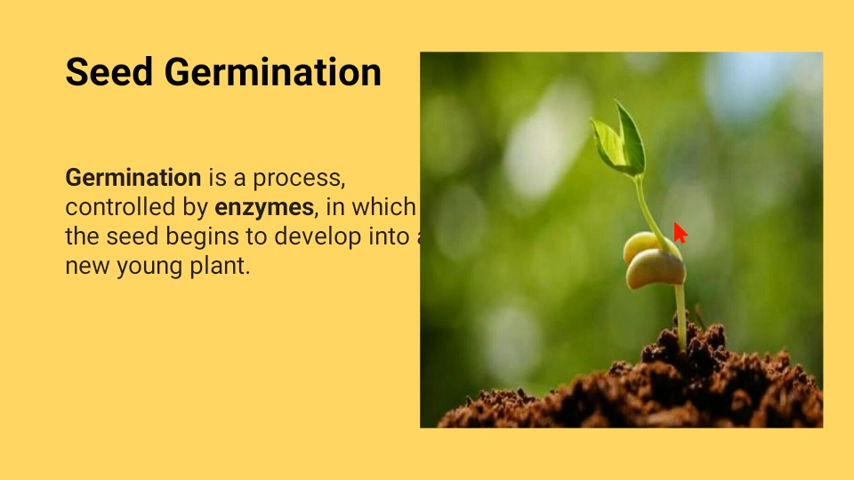 Seed Germination
Germination is a process,
controlled by enzymes, in which
the seed begins to develop into a
new young plant.